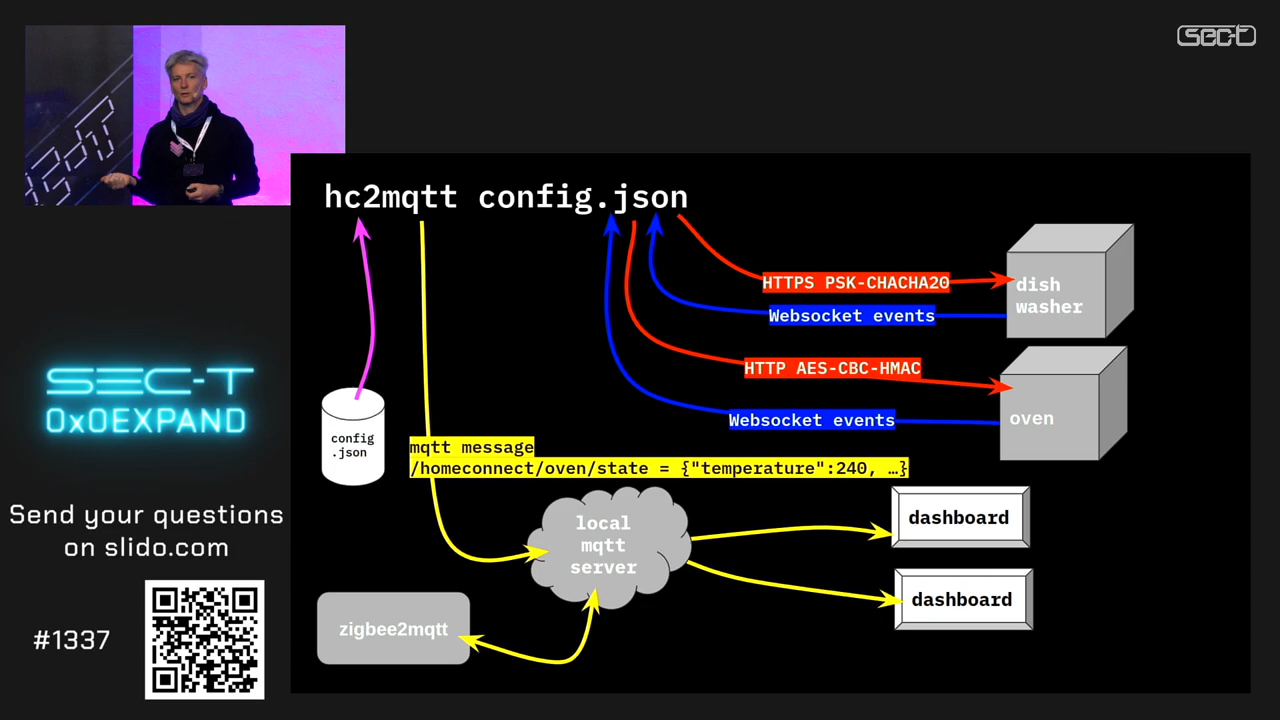 sec-t
hc2mqtt config.json
HTTPS PSK-CHACHA20
Websocket events
dish
washer
HTTP AES-CBC-HMAC
Websocket events
oven
SEC-T
0x0EXPAND
config
.json
mqtt message
/homeconnect/oven/state = {"temperature":240, …}
Send your questions
on slido.com
local
mqtt
server
dashboard
dashboard
zigbee2mqtt
#1337